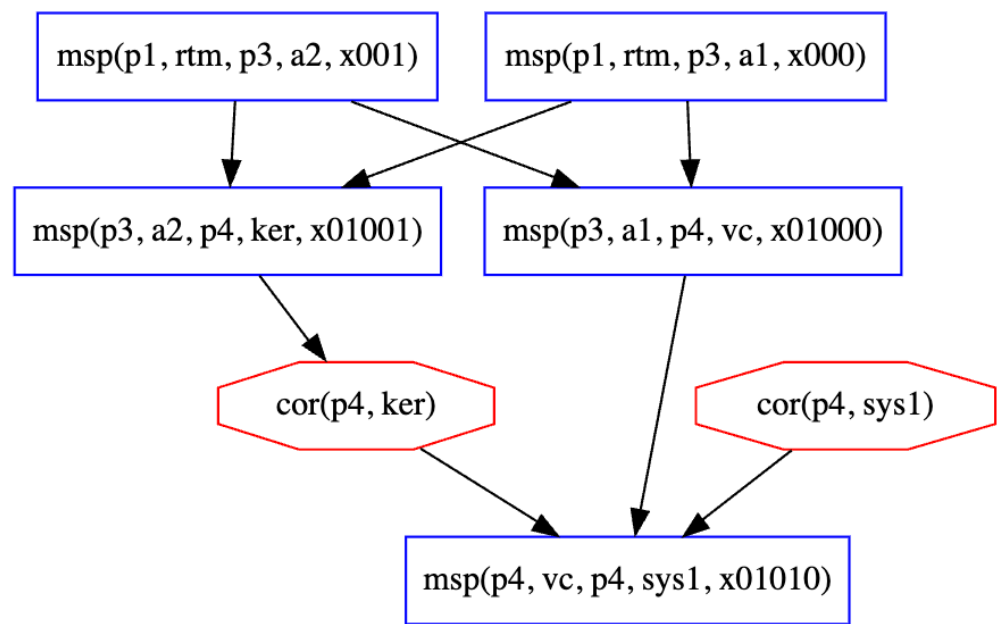 msp(p1, rtm, p3, a2, x001)
msp(p1, rtm, p3, a1, x000)
msp(p3, a2, p4, ker, x01001)
msp(p3, a1, p4, vc, x01000)
cor(p4, ker)
cor(p4, sys1)
msp(p4, vc, p4, sys1, x01010)